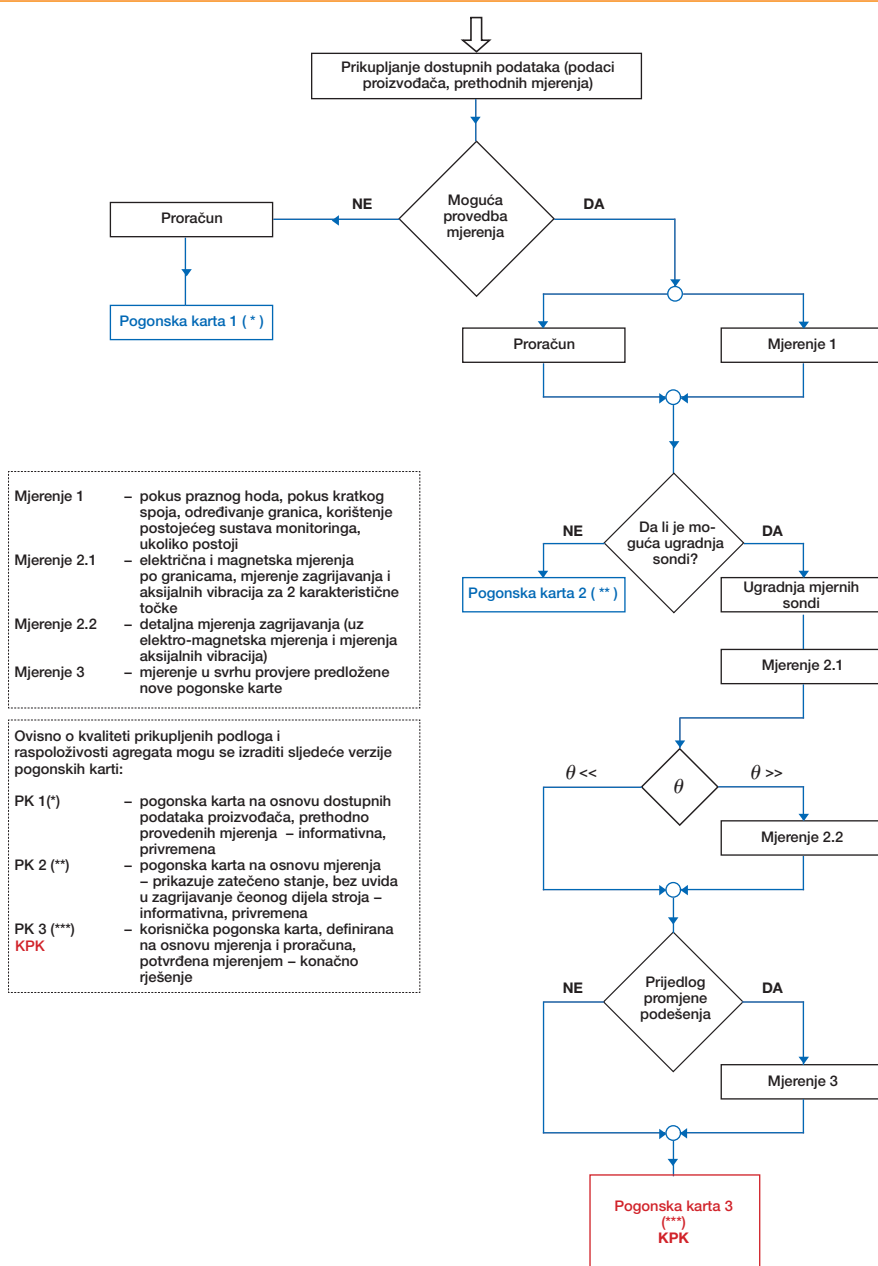 Prikupljanje dostupnih podataka (podaci
proizvođača, prethodnih mjerenja)
Moguća
provedba
mjerenja
NE
DA
Proračun
Pogonska karta 1 ( * )
Proračun
Mjerenje 1
Da li je mo-
guća ugradnja
sondi?
NE
DA
Pogonska karta 2 ( ** )
Ugradnja mjernih
sondi
Mjerenje 2.1
θ <<
θ
θ >>
Mjerenje 2.2
Prijedlog
promjene
podešenja
NE
DA
Mjerenje 3
Pogonska karta 3
(***)
KPK
Mjerenje 1 – pokus praznog hoda, pokus kratkog
spoja, određivanje granica, korištenje
postojećeg sustava monitoringa,
ukoliko postoji
Mjerenje 2.1 – električna i magnetska mjerenja
po granicama, mjerenje zagrijavanja i
aksijalnih vibracija za 2 karakteristične
točke
Mjerenje 2.2 – detaljna mjerenja zagrijavanja (uz
elektro-magnetska mjerenja i mjerenja
aksijalnih vibracija)
Mjerenje 3 – mjerenje u svrhu provjere predložene
nove pogonske karte
Ovisno o kvaliteti prikupljenih podloga i
raspoloživosti agregata mogu se izraditi sljedeće verzije
pogonskih karti:
PK 1(*) – pogonska karta na osnovu dostupnih
podataka proizvođača, prethodno
provedenih mjerenja – informativna,
privremena
PK 2 (**) – pogonska karta na osnovu mjerenja
– prikazuje zatečeno stanje, bez uvida
u zagrijavanje čeonog dijela stroja –
informativna, privremena
PK 3 (***) – korisnička pogonska karta, definirana
KPK na osnovu mjerenja i proračuna,
potvrđena mjerenjem – konačno
rješenje